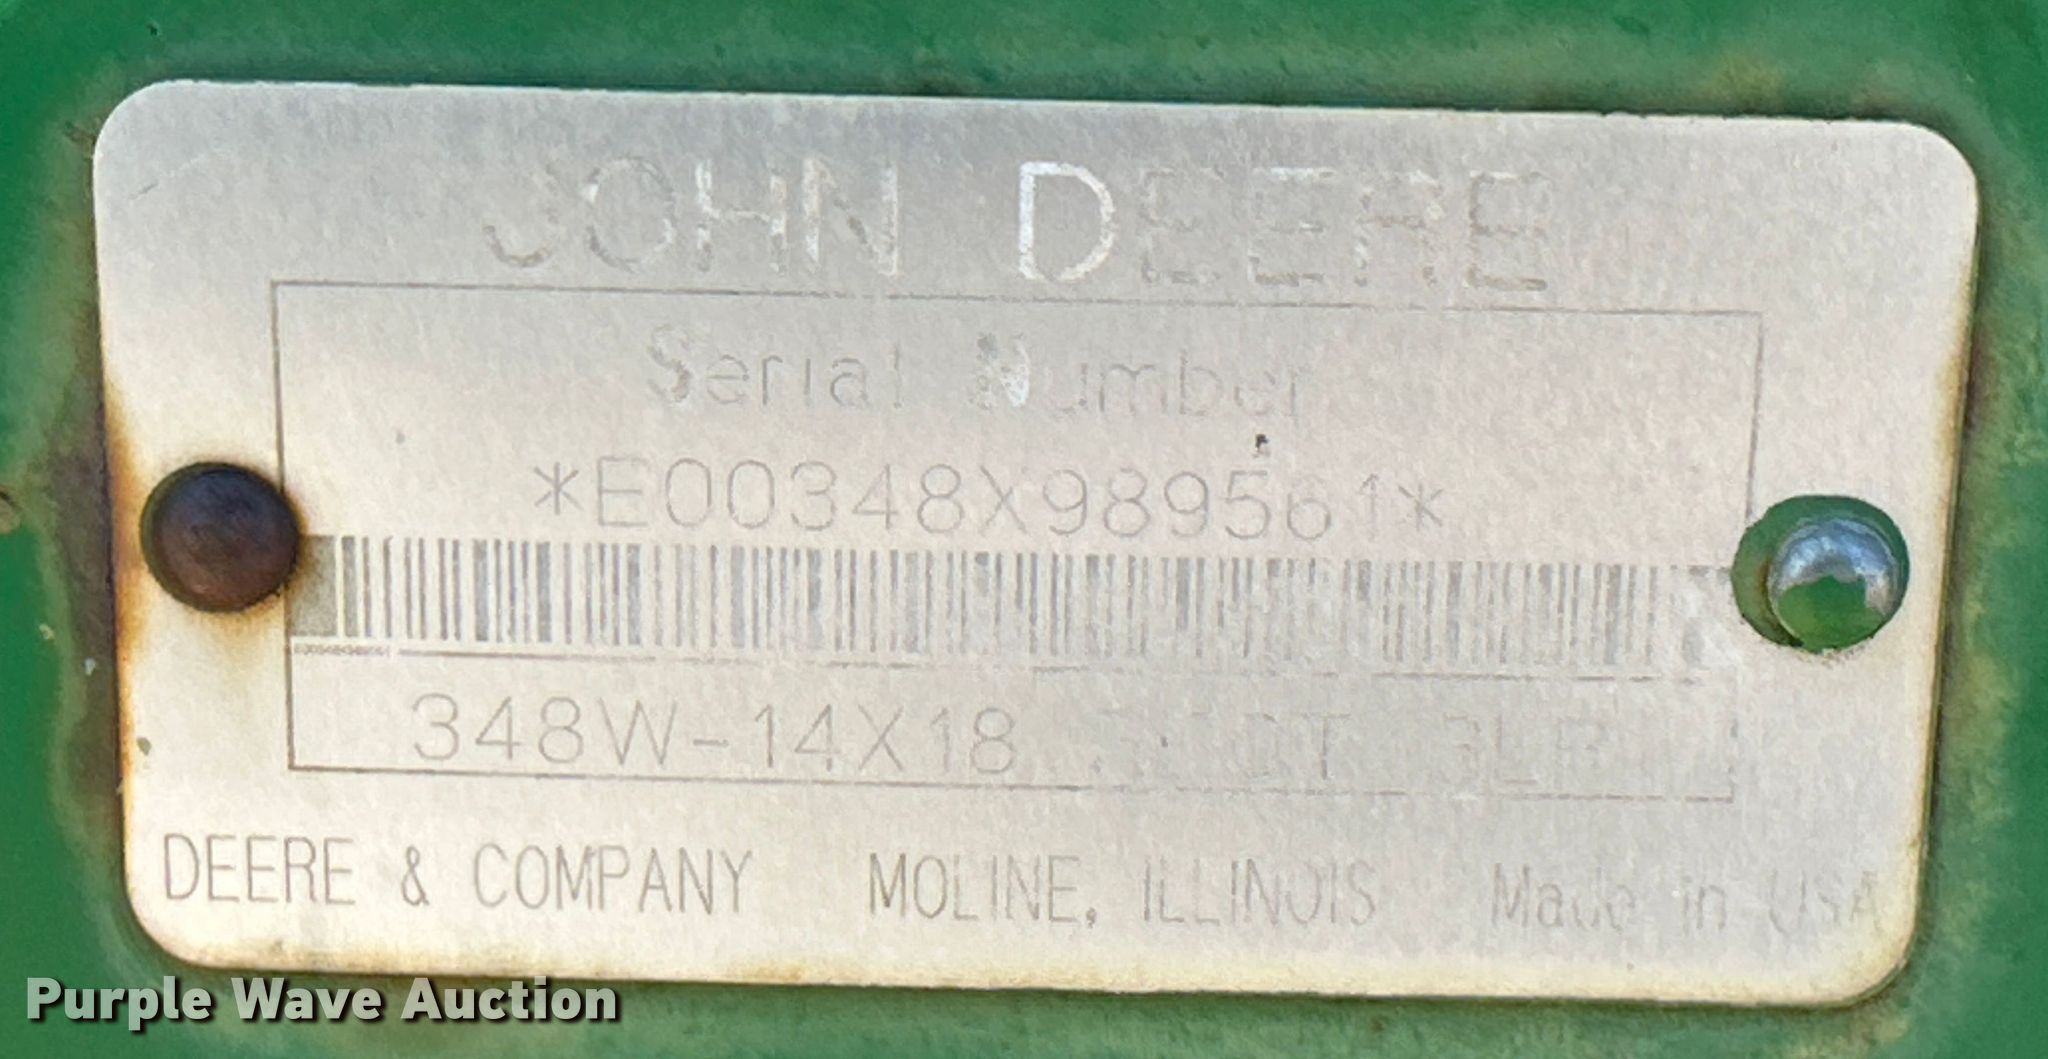 JOHN DEERE
Serial Number
*E00348X989561*
348W-14X18
DEERE & COMPANY MOLINE, ILLINOIS Made in USA
Purple Wave Auction